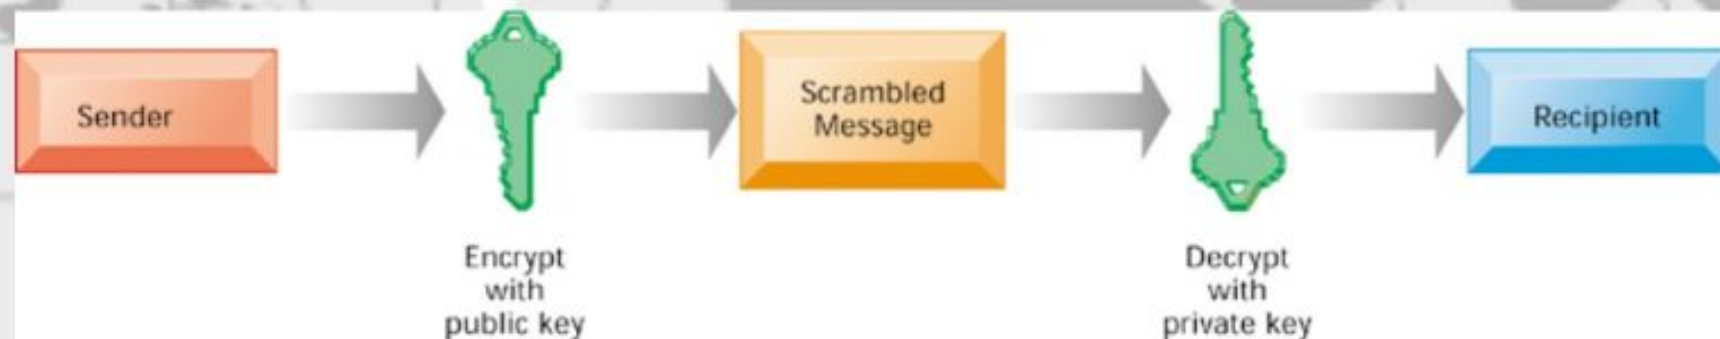 Sender
Encrypt
with
public key
Scrambled
Message
Decrypt
with
private key
Recipient